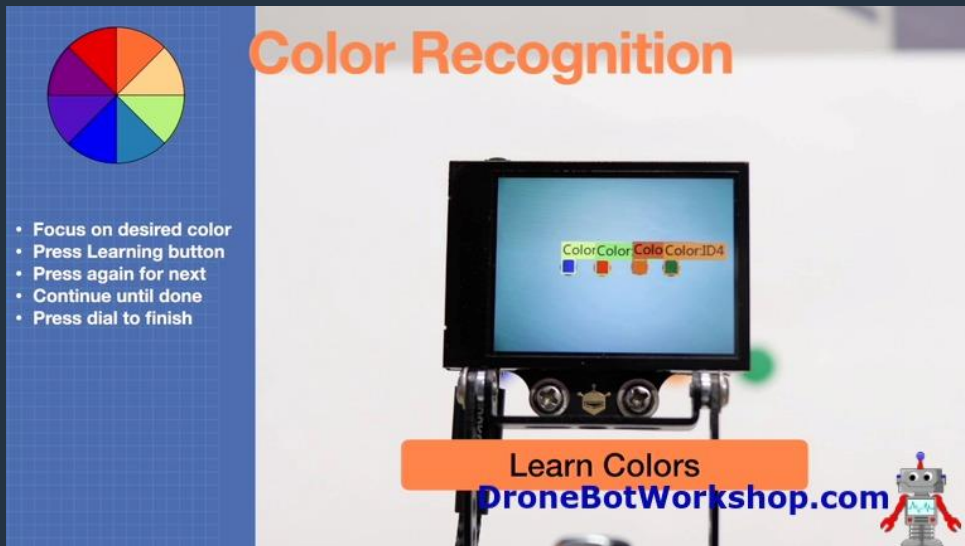 Color Recognition
• Focus on desired color
• Press Learning button
• Press again for next
• Continue until done
• Press dial to finish
Color Color Colo Color:ID4
Learn Colors
DroneBotWorkshop.com